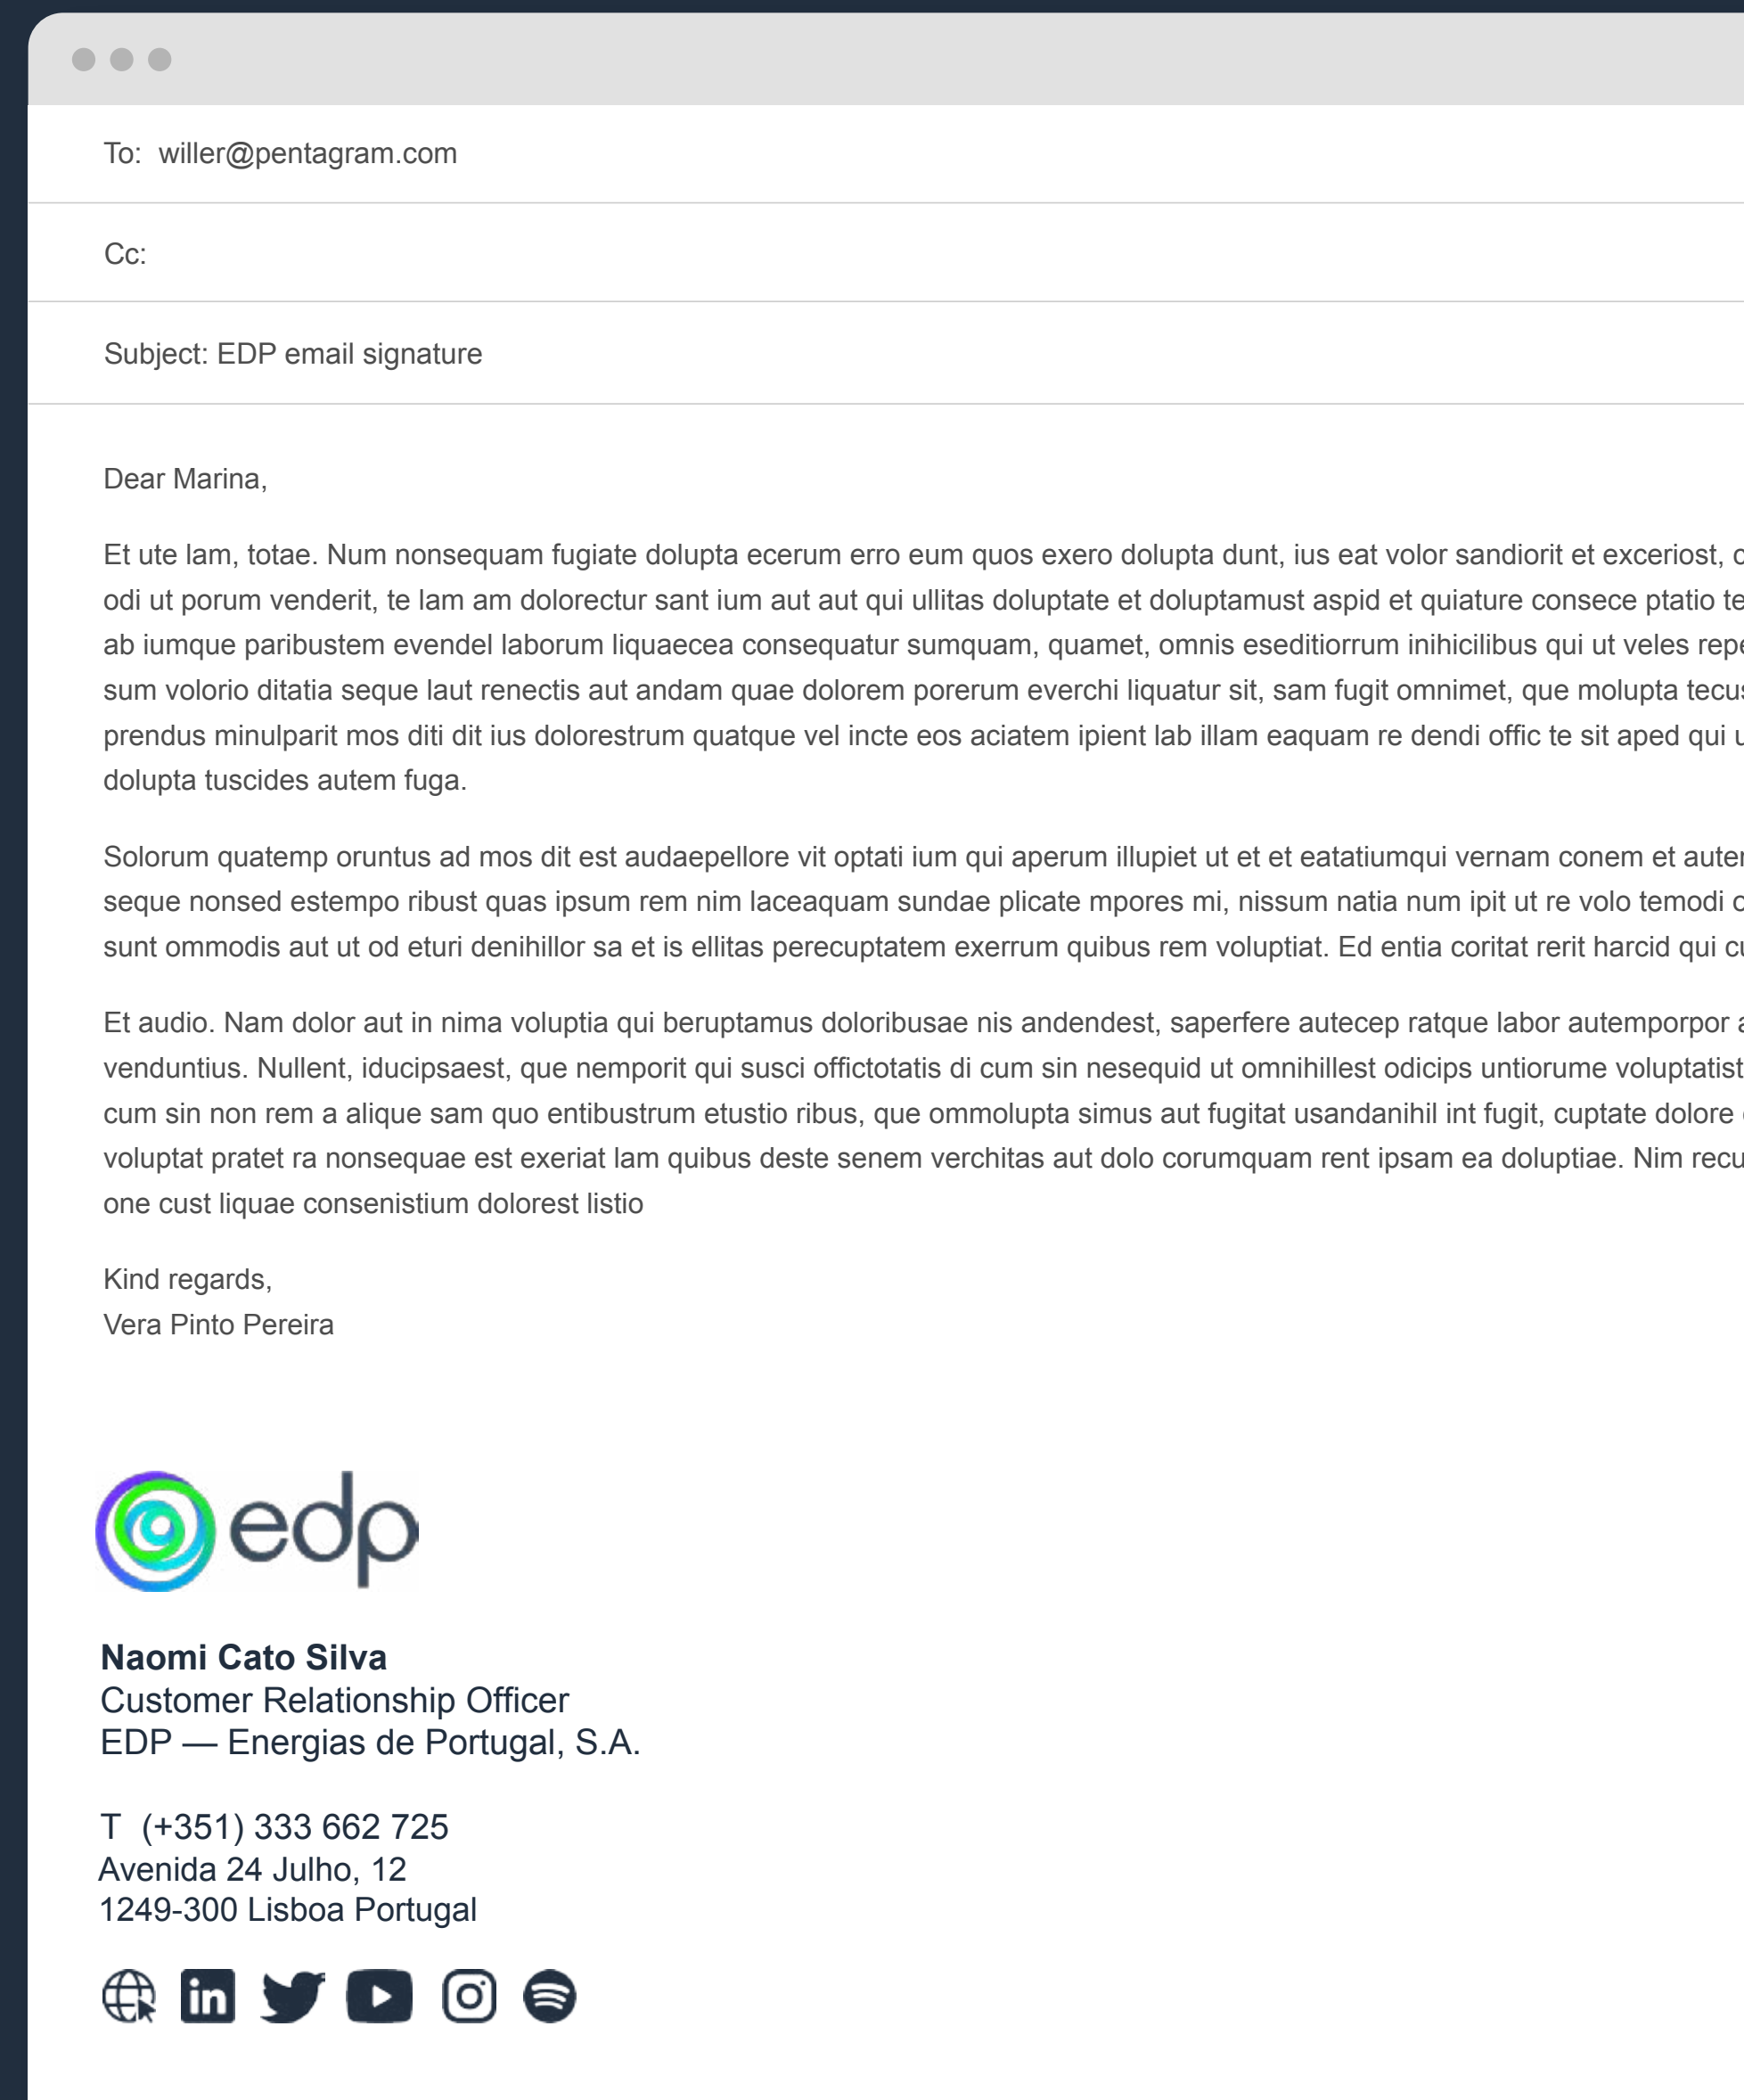 To: willer@pentagram.com
Cc:
Subject: EDP email signature
Dear Marina,
Et ute lam, totae. Num nonsequam fugiate dolupta ecerum erro eum quos exero dolupta dunt, ius eat volor sandiorit et exceriost,
odi ut porum venderit, te lam am dolorectur sant ium aut aut qui ullitas doluptate et doluptamust aspid et quiature consece ptatio
ab iumque paribustem evendel laborum liquaecea consequatur sumquam, quamet, omnis eseditiorrum inihicilibus qui ut veles
sum volorio ditatia seque laut renectis aut andam quae dolorem porerum everchi liquatur sit, sam fugit omnimet, que molupta
prendus minulparit mos diti dit ius dolorestrum quatque vel incte eos aciatem ipient lab illam eaquam re dendi offic te sit aped qui
dolupta tuscides autem fuga.
Solorum quatemp oruntus ad mos dit est audaepellore vit optati ium qui aperum illupiet ut et et eatatiumqui vernam conem et
seque nonsed estempo ribust quas ipsum rem nim laceaquam sundae plicate mpores mi, nissum natia num ipit ut re volo temodi
sunt ommodis aut ut od eturi denihillor sa et is ellitas perecuptatem exerrum quibus rem voluptiat. Ed entia coritat rerit harcid qui
Et audio. Nam dolor aut in nima voluptia qui beruptamus doloribusae nis andendest, saperfere autecep ratque labor autemporpor
venduntius. Nullent, iducipsaest, que nemporit qui susci offictotatis di cum sin nesequid ut omnihillest odicips untiorume voluptatist
cum sin non rem a alique sam quo entibustrum etustio ribus, que ommolupta simus aut fugitat usandanihil int fugit, cuptate dolore
voluptat pratet ra nonsequae est exeriat lam quibus deste senem verchitas aut dolo corumquam rent ipsam ea doluptiae. Nim
one cust liquae consenistium dolorest listio
Kind regards,
Vera Pinto Pereira
edp
Naomi Cato Silva
Customer Relationship Officer
EDP — Energias de Portugal, S.A.
T (+351) 333 662 725
Avenida 24 Julho, 12
1249-300 Lisboa Portugal
in